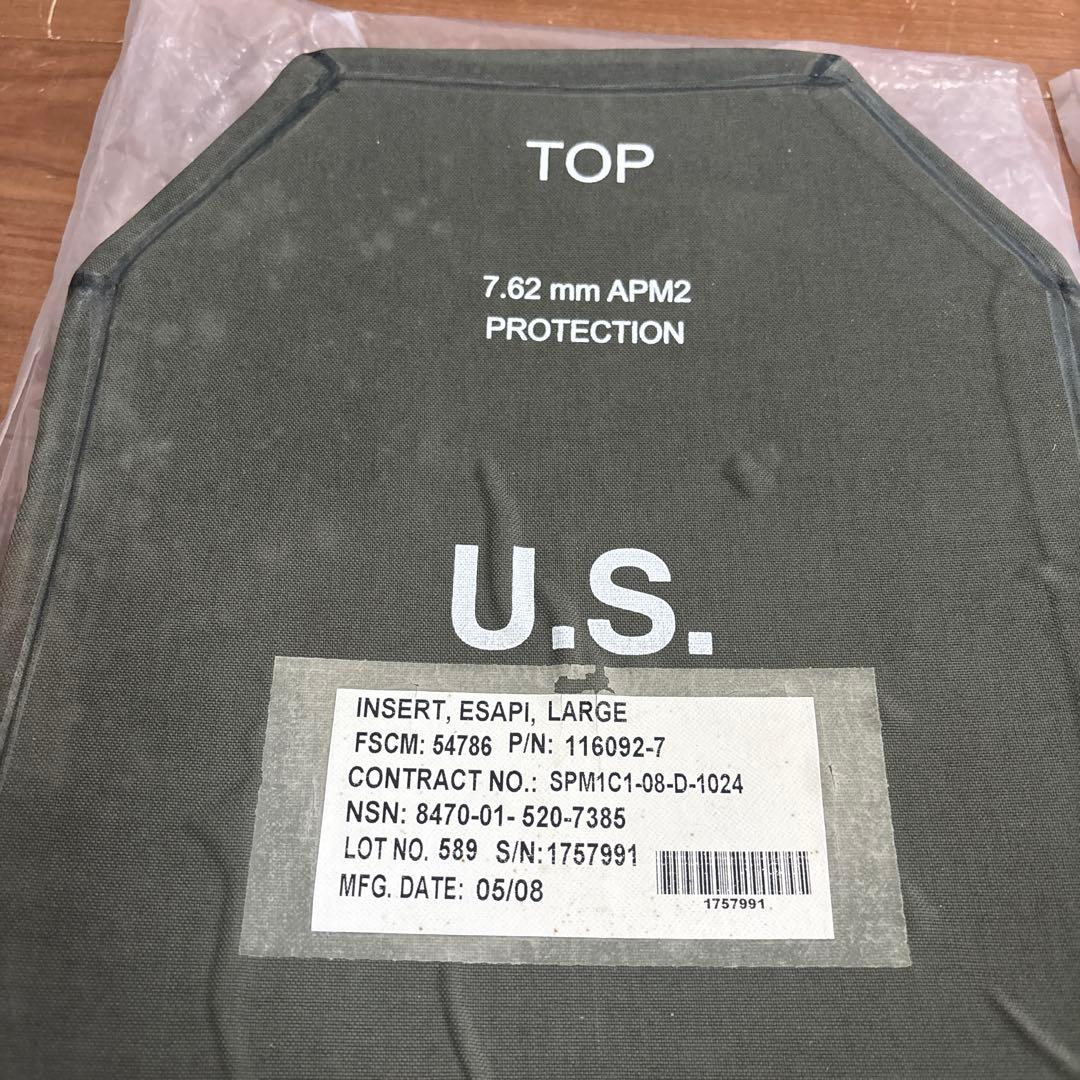 TOP
7.62 mm APM2
PROTECTION
U.S.
INSERT, ESAPI, LARGE
FSCM: 54786 P/N: 116092-7
CONTRACT NO.: SPM1C1-08-D-1024
NSN: 8470-01-520-7385
LOT NO. 589 S/N:1757991
MFG. DATE: 05/08
1757991